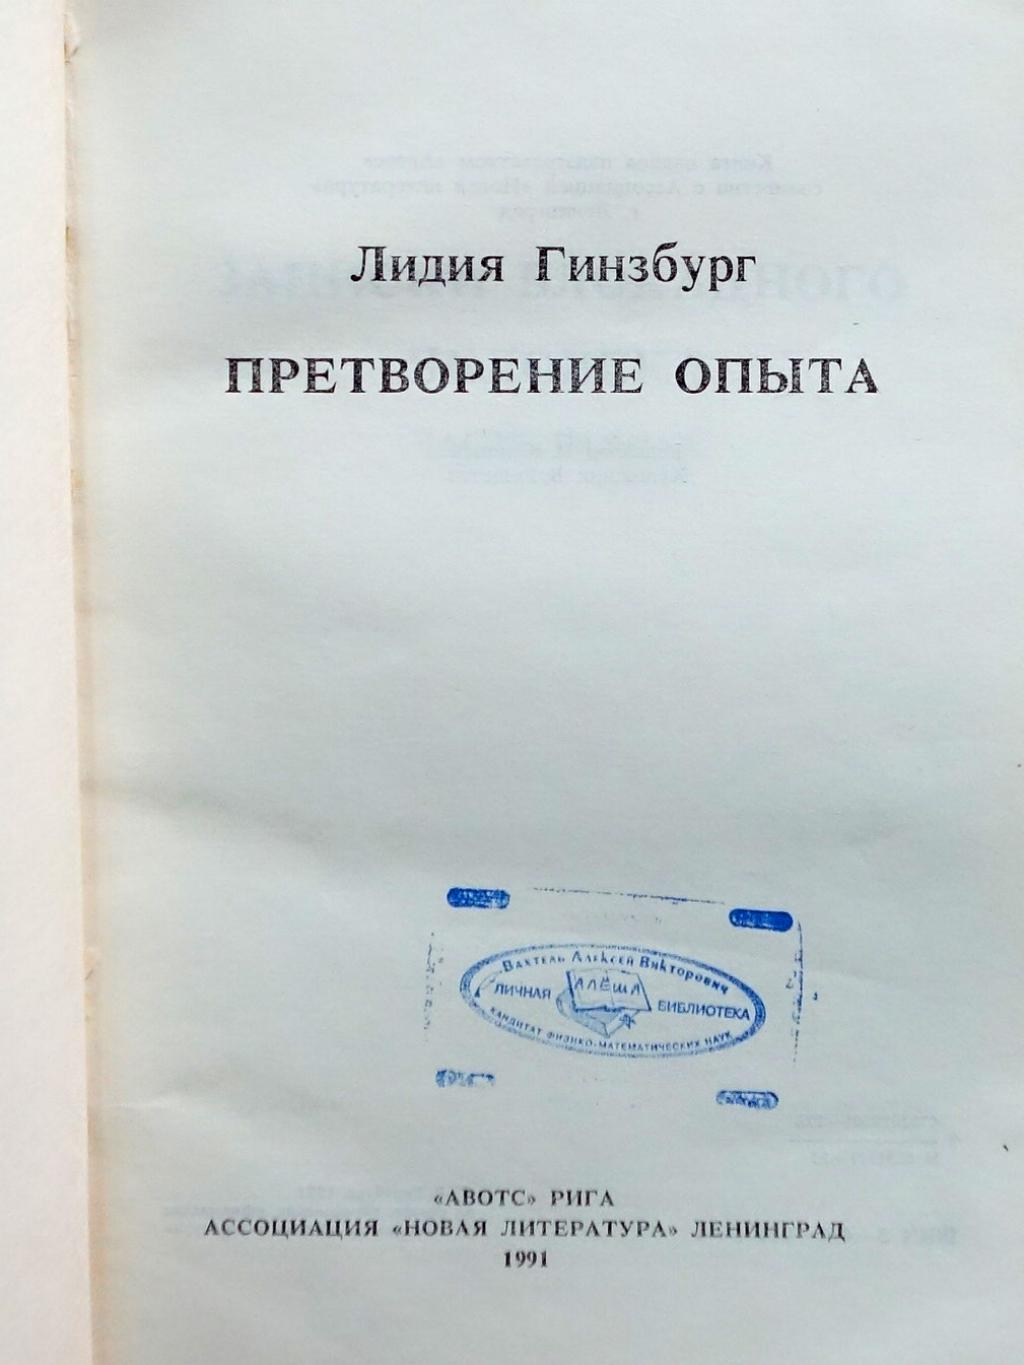 Лидия Гинзбург
ПРЕТВОРЕНИЕ ОПЫТА
Вахтель Алексей Викторович
ЛИЧНАЯ АЛЁША БИБЛИОТЕКА
КАНДИТАТ ФИЗИКО-МАТЕМАТИЧЕСКИХ НАУК
«АВОТС» РИГА
АССОЦИАЦИЯ «НОВАЯ ЛИТЕРАТУРА» ЛЕНИНГРАД
1991